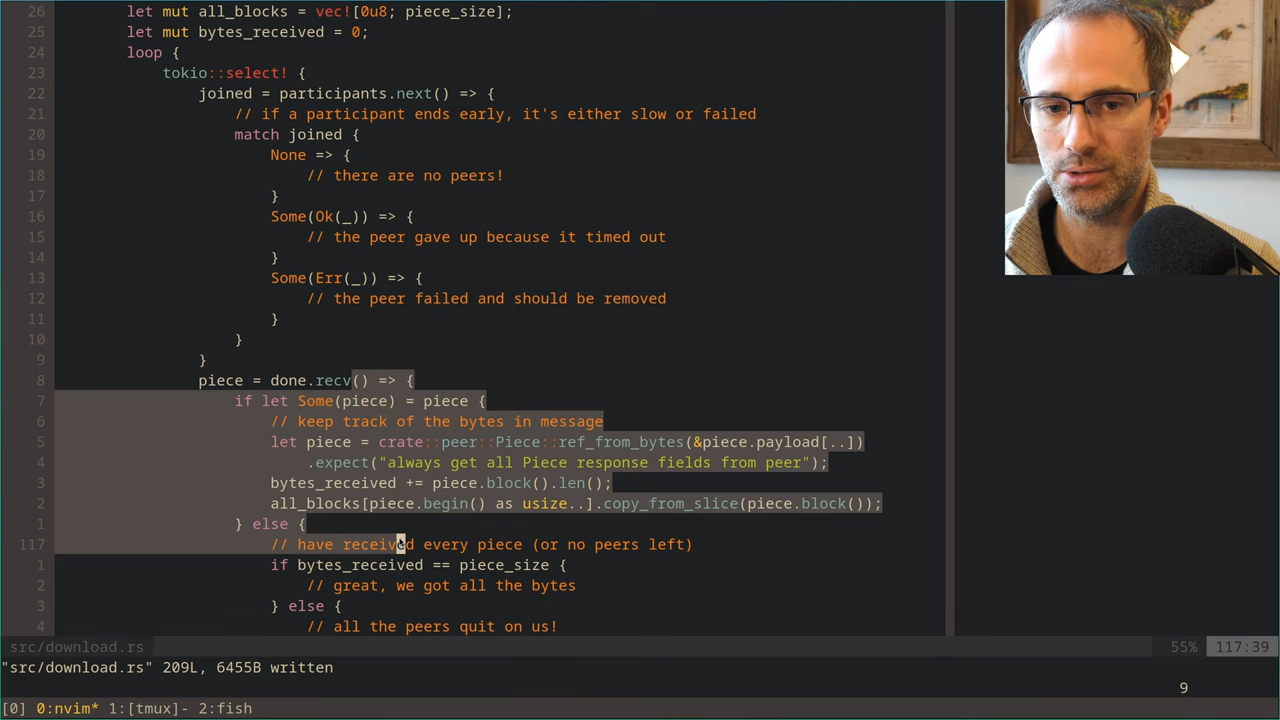 26 let mut all_blocks = vec![0u8; piece_size];
25 let mut bytes_received = 0;
24 loop {
23 tokio::select! {
22 joined = participants.next() => {
21 // if a participant ends early, it's either slow or failed
20 match joined {
19 None => {
18 // there are no peers!
17 }
16 Some(Ok(_)) => {
15 // the peer gave up because it timed out
14 }
13 Some(Err(_)) => {
12 // the peer failed and should be removed
11 }
10 }
9 }
8 piece = done.recv() => {
7 if let Some(piece) = piece {
6 // keep track of the bytes in message
5 let piece = crate::peer::Piece::ref_from_bytes(&piece.payload[..])
4 .expect("always get all Piece response fields from peer");
3 bytes_received += piece.block().len();
2 all_blocks[piece.begin() as usize..].copy_from_slice(piece.block());
1 } else {
117 // have received every piece (or no peers left)
1 if bytes_received == piece_size {
2 // great, we got all the bytes
3 } else {
4 // all the peers quit on us!
src/download.rs 55% 117:39
"src/download.rs" 209L, 6455B written
9
[0] 0:nvim* 1:[tmux]- 2:fish